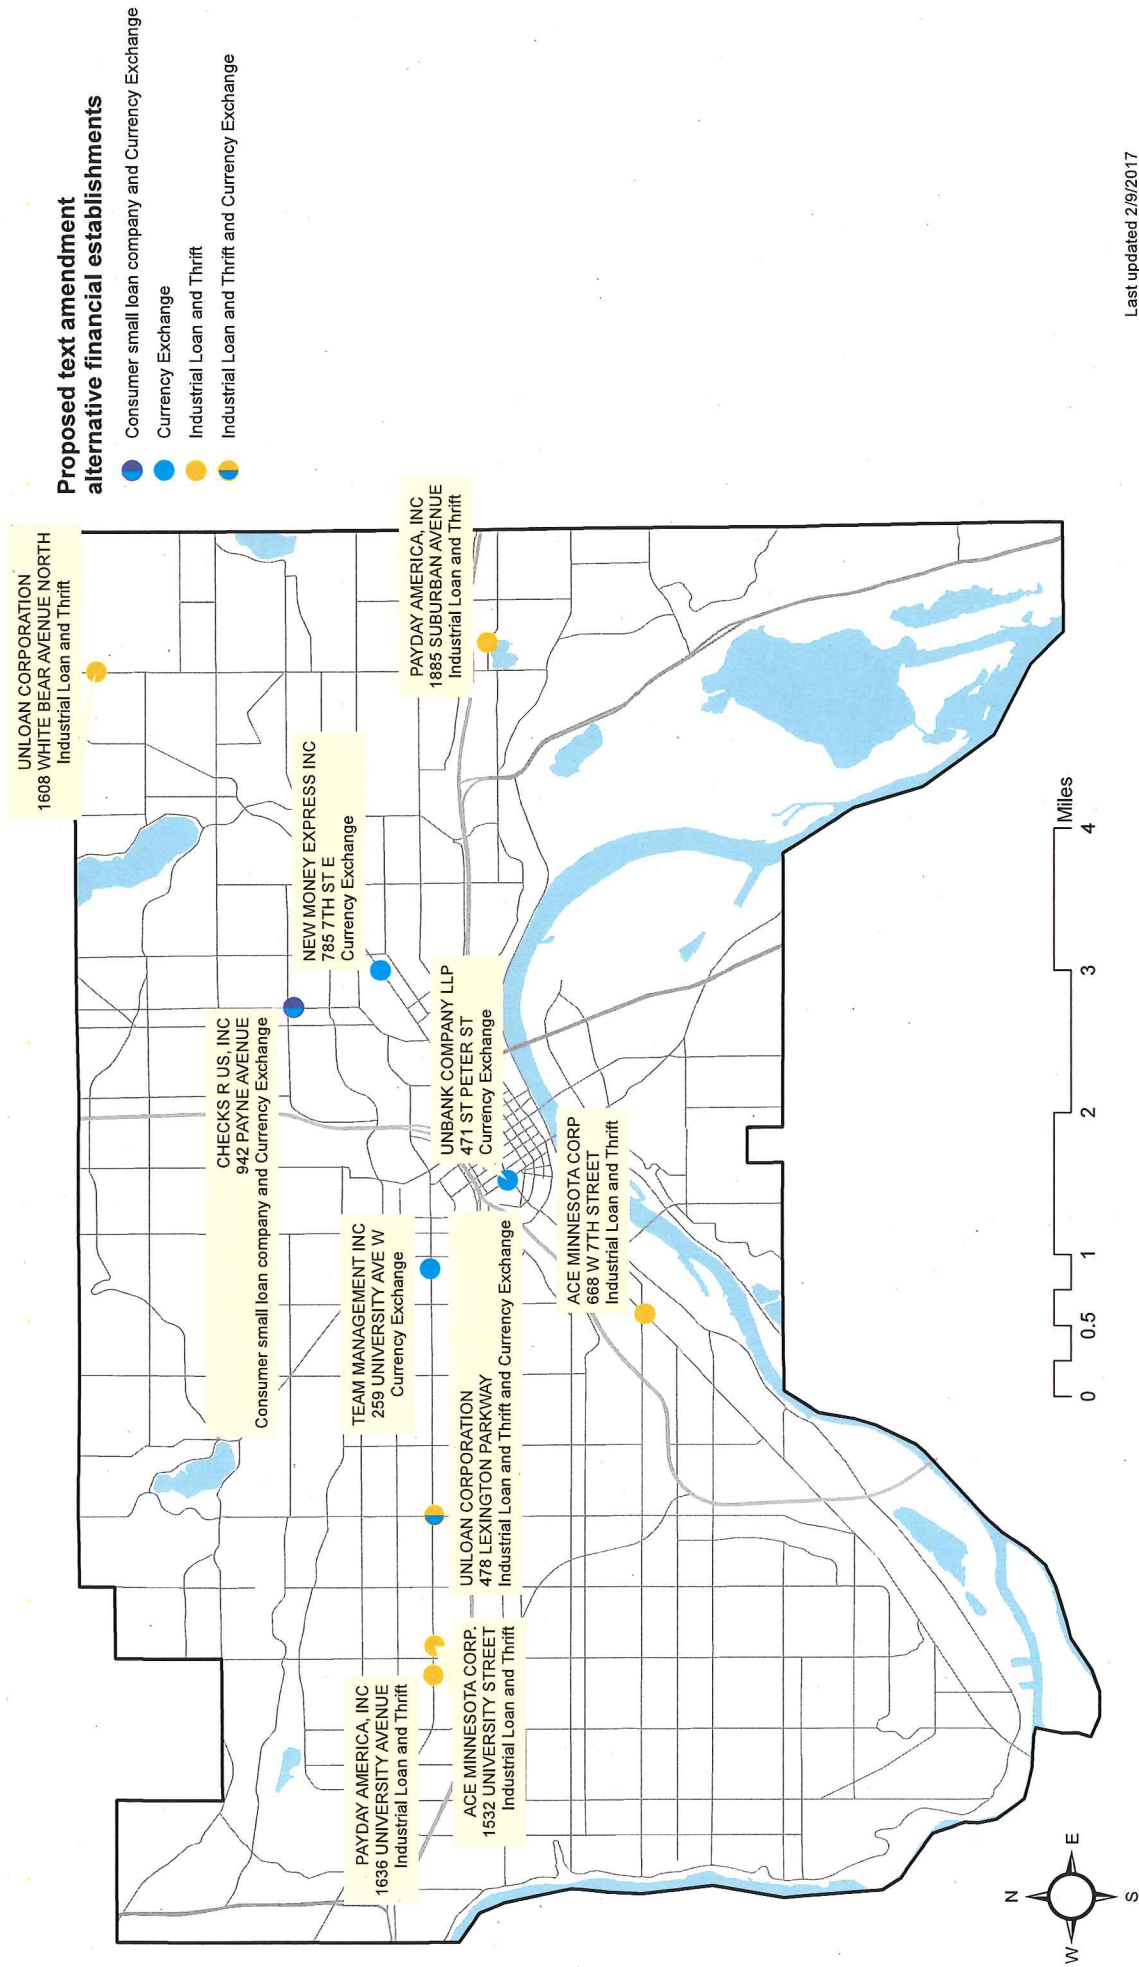 Proposed text amendment
alternative financial establishments
Consumer small loan company and Currency Exchange
Currency Exchange
Industrial Loan and Thrift
Industrial Loan and Thrift and Currency Exchange
UNLOAN CORPORATION
1608 WHITE BEAR AVENUE NORTH
Industrial Loan and Thrift
PAYDAY AMERICA, INC
1885 SUBURBAN AVENUE
Industrial Loan and Thrift
NEW MONEY EXPRESS INC
785 7TH ST E
Currency Exchange
CHECKS R US, INC
942 PAYNE AVENUE
Consumer small loan company and Currency Exchange
UNBANK COMPANY LLP
471 ST PETER ST
Currency Exchange
TEAM MANAGEMENT INC
259 UNIVERSITY AVE W
Currency Exchange
ACE MINNESOTA CORP
668 W 7TH STREET
Industrial Loan and Thrift
UNLOAN CORPORATION
478 LEXINGTON PARKWAY
Industrial Loan and Thrift and Currency Exchange
PAYDAY AMERICA, INC
1636 UNIVERSITY AVENUE
Industrial Loan and Thrift
ACE MINNESOTA CORP.
1532 UNIVERSITY STREET
Industrial Loan and Thrift
N
W
E
S
0
0.5
1
2
3
4
Miles
Last updated 2/9/2017